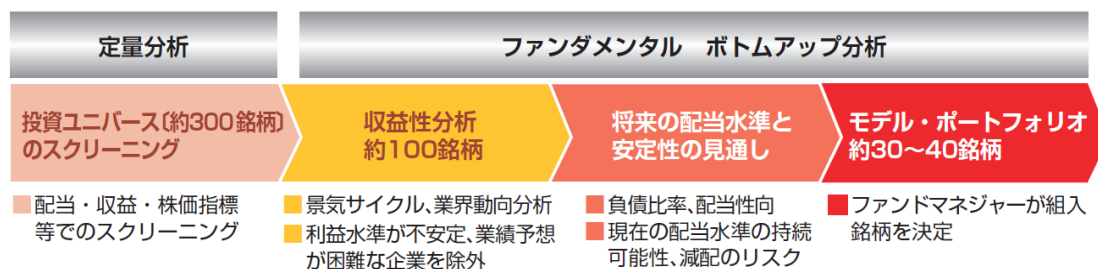 定量分析
ファンダメンタル ボトムアップ分析
投資ユニバース〔約300銘柄〕
のスクリーニング
収益性分析
約100銘柄
将来の配当水準と
安定性の見通し
モデル・ポートフォリオ
約30~40銘柄
■配当・収益・株価指標
等でのスクリーニング
■景気サイクル、業界動向分析
■利益水準が不安定、業績予想
が困難な企業を除外
■負債比率、配当性向
■現在の配当水準の持続
可能性、減配のリスク
■ファンドマネジャーが組入
銘柄を決定